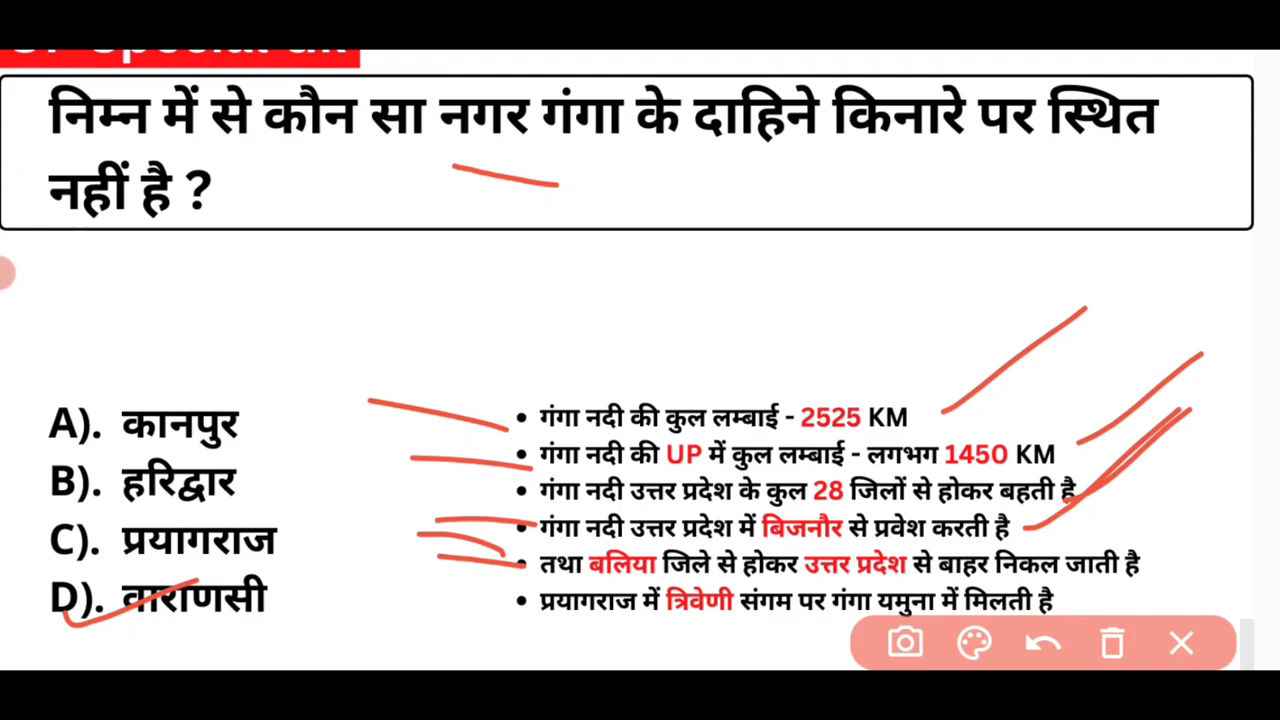 निम्न में से कौन सा नगर गंगा के दाहिने किनारे पर स्थित
नहीं है ?
A). कानपुर
B). हरिद्वार
C). प्रयागराज
D). वाराणसी
• गंगा नदी की कुल लम्बाई - 2525 KM
• गंगा नदी की UP में कुल लम्बाई - लगभग 1450 KM
• गंगा नदी उत्तर प्रदेश के कुल 28 जिलों से होकर बहती है
• गंगा नदी उत्तर प्रदेश में बिजनौर से प्रवेश करती है
• तथा बलिया जिले से होकर उत्तर प्रदेश से बाहर निकल जाती है
• प्रयागराज में त्रिवेणी संगम पर गंगा यमुना में मिलती है